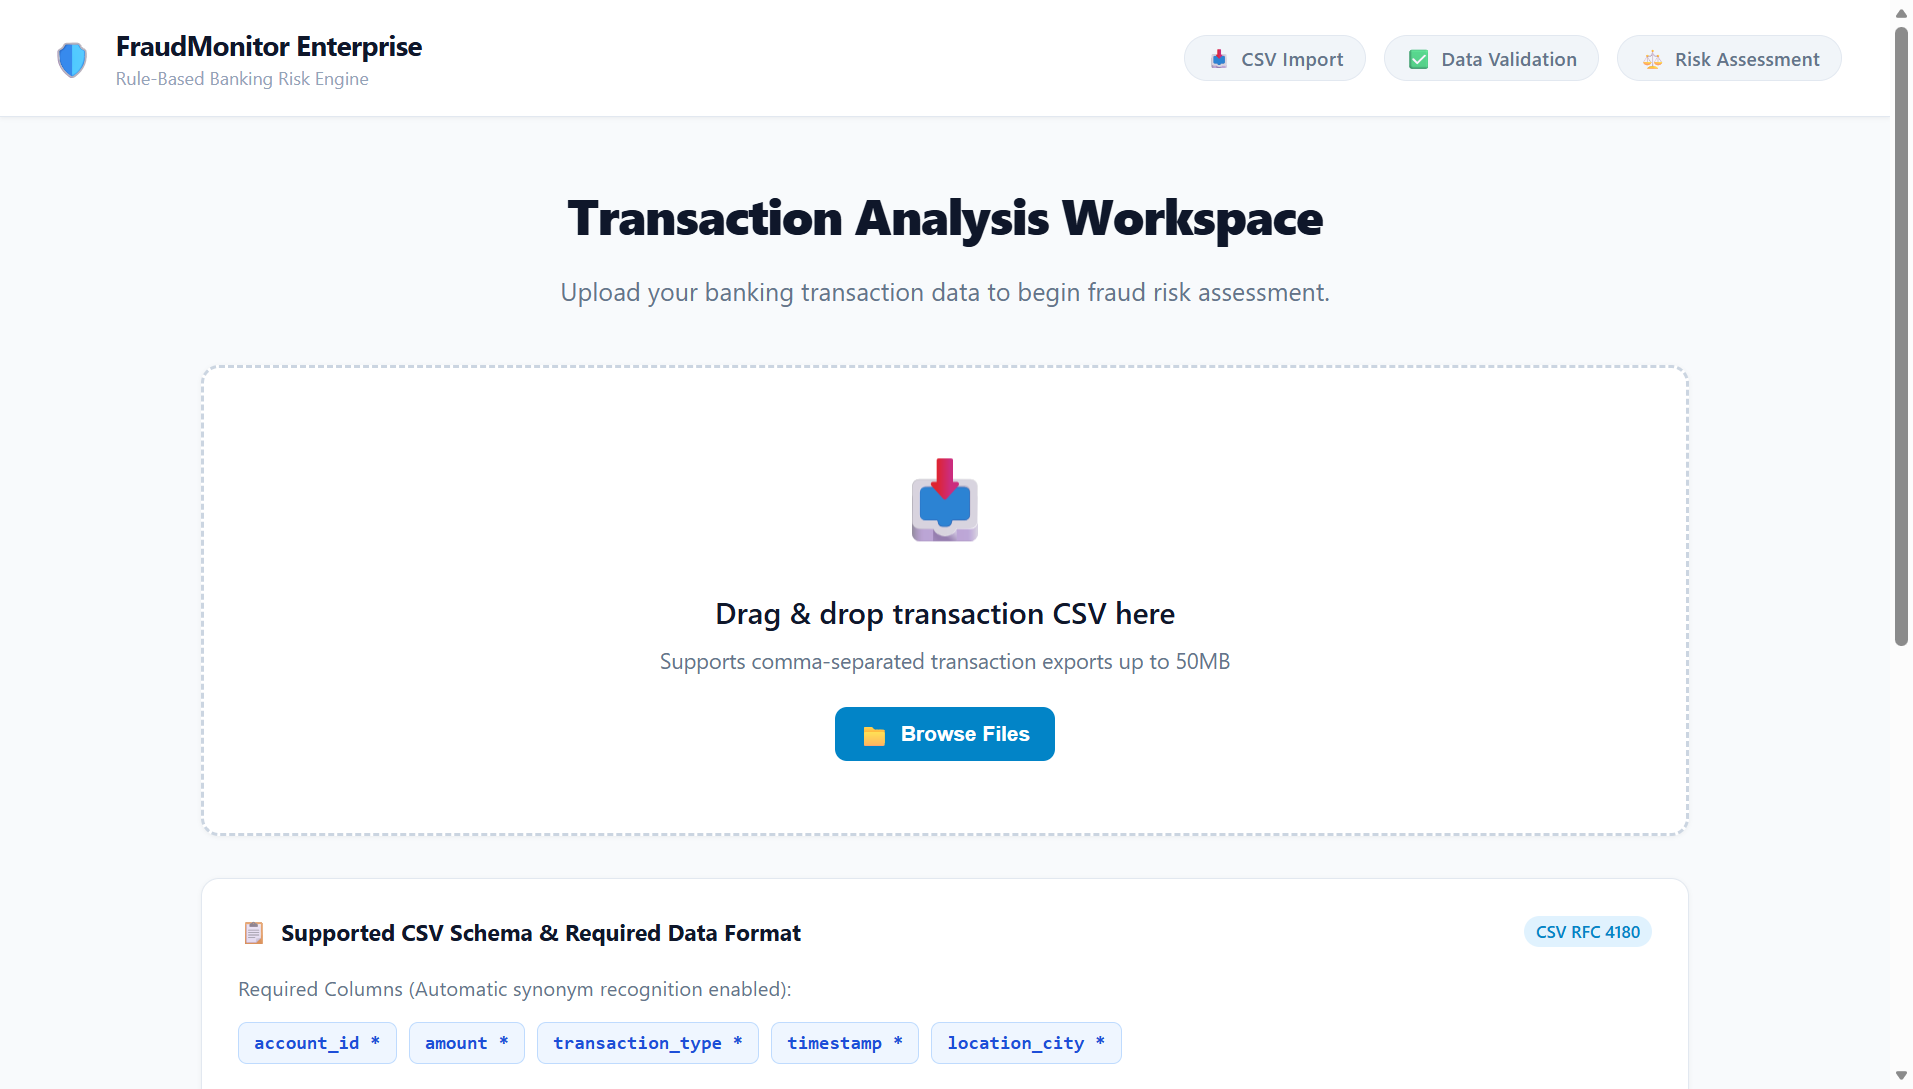 FraudMonitor Enterprise
Rule-Based Banking Risk Engine
CSV Import
Data Validation
Risk Assessment
Transaction Analysis Workspace
Upload your banking transaction data to begin fraud risk assessment.
Drag & drop transaction CSV here
Supports comma-separated transaction exports up to 50MB
Browse Files
Supported CSV Schema & Required Data Format
CSV RFC 4180
Required Columns (Automatic synonym recognition enabled):
account_id *
amount *
transaction_type *
timestamp *
location_city *